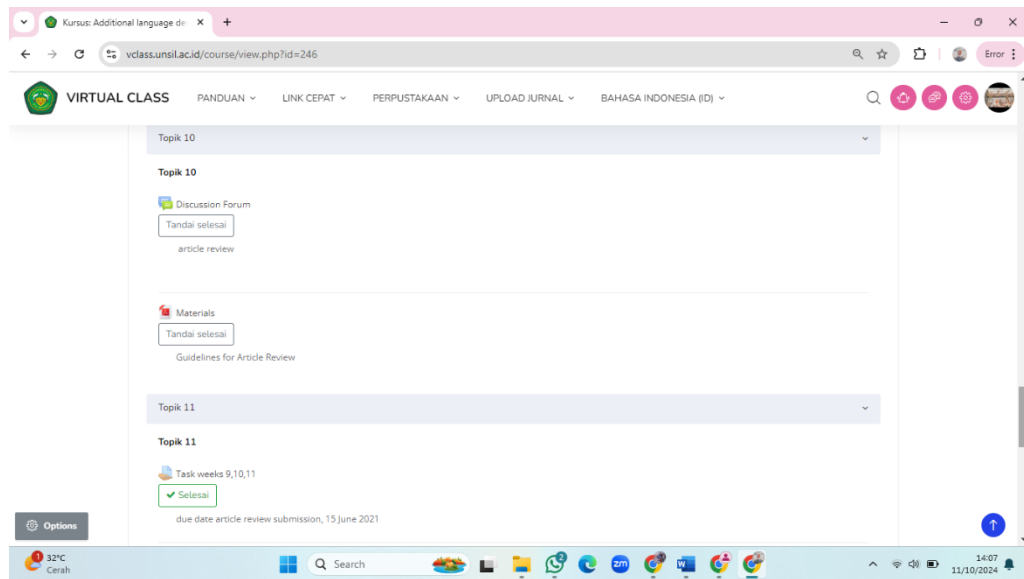 Kursus: Additional language de
vclass.unsil.ac.id/course/view.php?id=246
Error
VIRTUAL CLASS PANDUAN LINK CEPAT PERPUSTAKAAN UPLOAD JURNAL BAHASA INDONESIA (ID)
Topik 10
Topik 10
Discussion Forum
Tandai selesai
article review
Materials
Tandai selesai
Guidelines for Article Review
Topik 11
Topik 11
Task weeks 9,10,11
Selesai
due date article review submission, 15 June 2021
Options
1
32°C
Cerah
Search
2
zm
14:07
11/10/2024